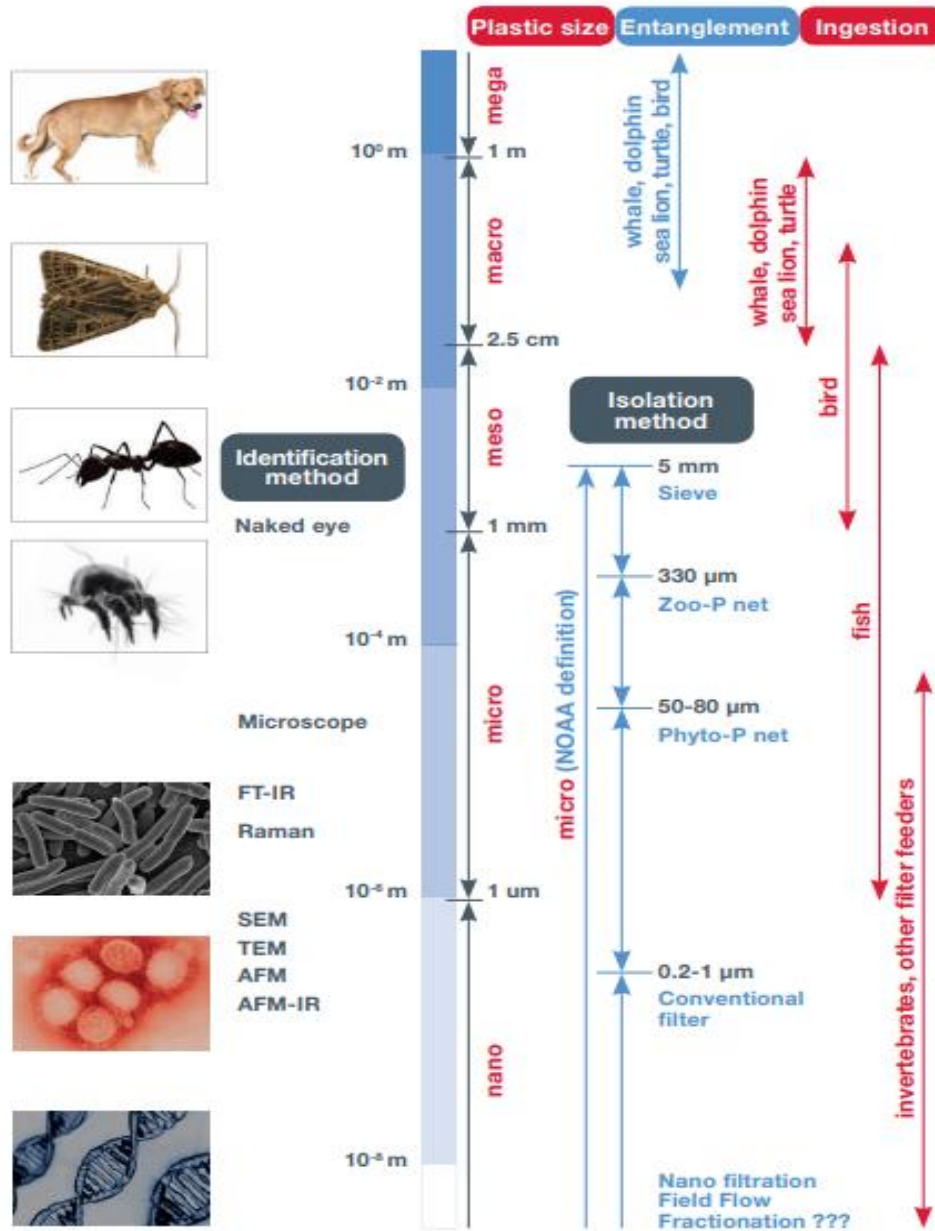 Plastic size
Entanglement
Ingestion
mega
10⁰ m
1 m
whale, dolphin
sea lion, turtle, bird
whale, dolphin
sea lion, turtle
macro
2.5 cm
10⁻² m
bird
meso
Isolation
method
Identification
method
5 mm
Sieve
Naked eye
1 mm
330 µm
Zoo-P net
fish
10⁻⁴ m
micro
micro (NOAA definition)
50-80 µm
Phyto-P net
Microscope
FT-IR
Raman
10⁻⁶ m
1 um
SEM
TEM
AFM
AFM-IR
0.2-1 µm
Conventional
filter
invertebrates, other filter feeders
nano
10⁻⁸ m
Nano filtration
Field Flow
Fractionation ???